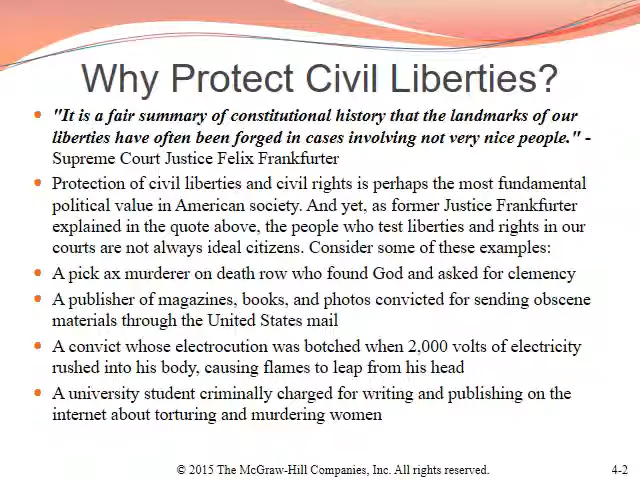 Why Protect Civil Liberties?
• "It is a fair summary of constitutional history that the landmarks of our
liberties have often been forged in cases involving not very nice people." -
Supreme Court Justice Felix Frankfurter
• Protection of civil liberties and civil rights is perhaps the most fundamental
political value in American society. And yet, as former Justice Frankfurter
explained in the quote above, the people who test liberties and rights in our
courts are not always ideal citizens. Consider some of these examples:
• A pick ax murderer on death row who found God and asked for clemency
• A publisher of magazines, books, and photos convicted for sending obscene
materials through the United States mail
• A convict whose electrocution was botched when 2,000 volts of electricity
rushed into his body, causing flames to leap from his head
• A university student criminally charged for writing and publishing on the
internet about torturing and murdering women
© 2015 The McGraw-Hill Companies, Inc. All rights reserved. 4-2